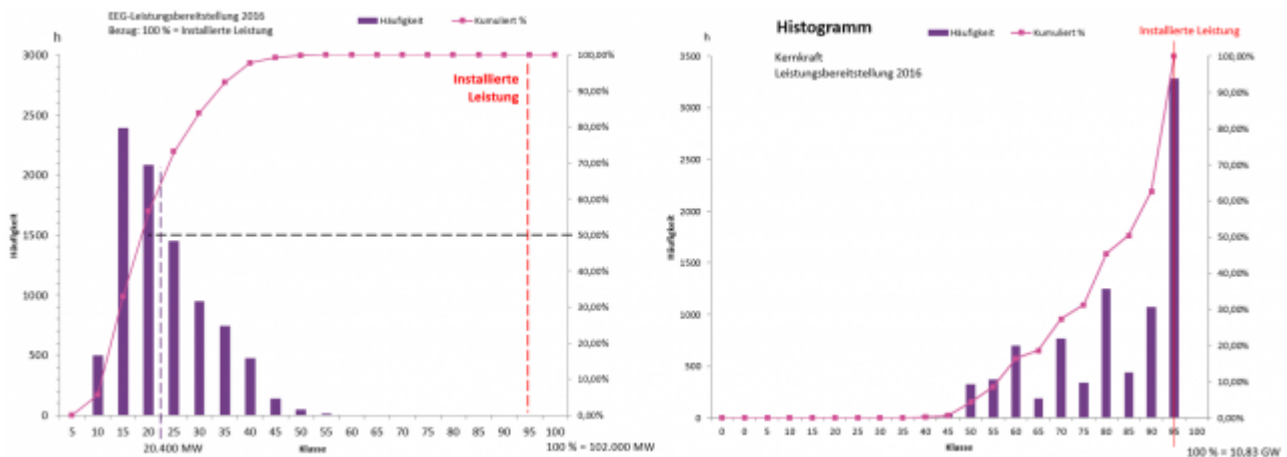 EEG-Leistungsbereitstellung 2016
Bezug: 100 % = Installierte Leistung
Häufigkeit
Kumuliert %
h
3000
2500
2000
1500
1000
500
0
Häufigkeit
100,00%
90,00%
80,00%
70,00%
60,00%
50,00%
40,00%
30,00%
20,00%
10,00%
0,00%
Installierte
Leistung
5 10 15 20 25 30 35 40 45 50 55 60 65 70 75 80 85 90 95 100
20.400 MW
Klasse
100 % = 102.000 MW
Histogramm
Häufigkeit
Kumuliert %
Installierte Leistung
Kernkraft
Leistungsbereitstellung 2016
h
3500
3000
2500
2000
1500
1000
500
0
Häufigkeit
100,00%
90,00%
80,00%
70,00%
60,00%
50,00%
40,00%
30,00%
20,00%
10,00%
0,00%
0 0 5 10 15 20 25 30 35 40 45 50 55 60 65 70 75 80 85 90 95 100
Klasse
100 % = 10,83 GW